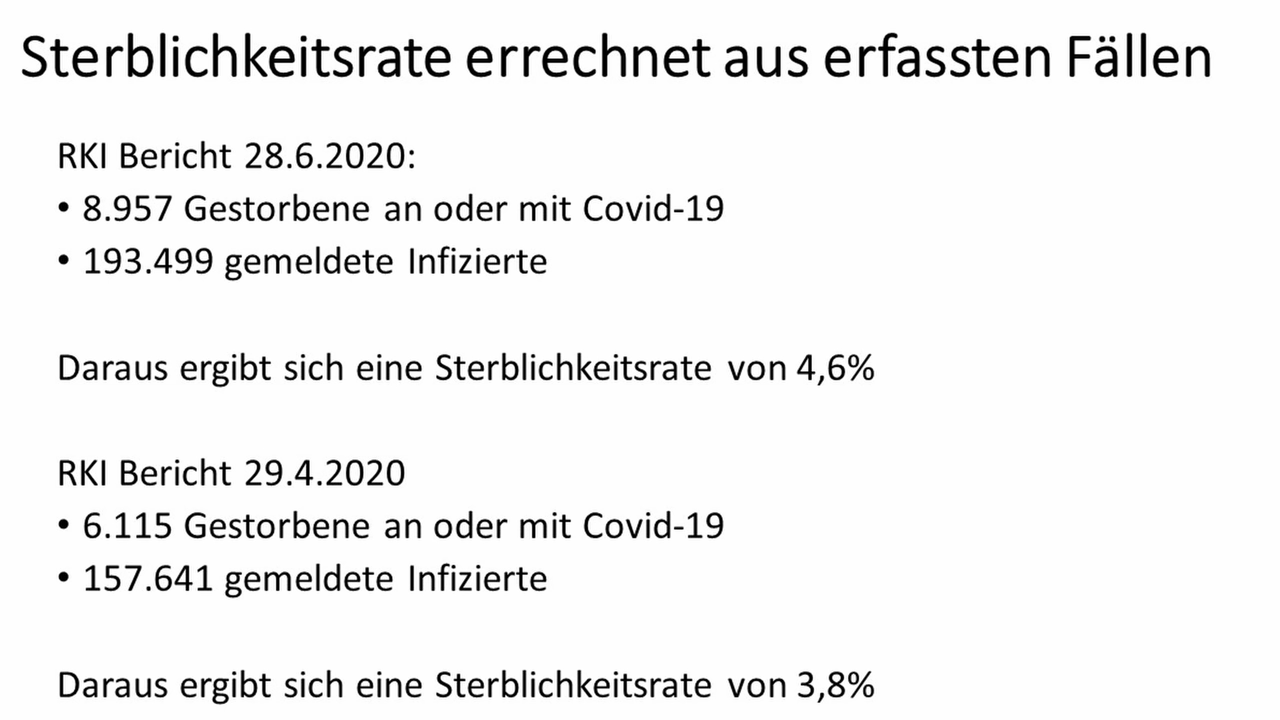 Sterblichkeitsrate errechnet aus erfassten Fällen
RKI Bericht 28.6.2020:
• 8.957 Gestorbene an oder mit Covid-19
• 193.499 gemeldete Infizierte
Daraus ergibt sich eine Sterblichkeitsrate von 4,6%
RKI Bericht 29.4.2020
• 6.115 Gestorbene an oder mit Covid-19
• 157.641 gemeldete Infizierte
Daraus ergibt sich eine Sterblichkeitsrate von 3,8%